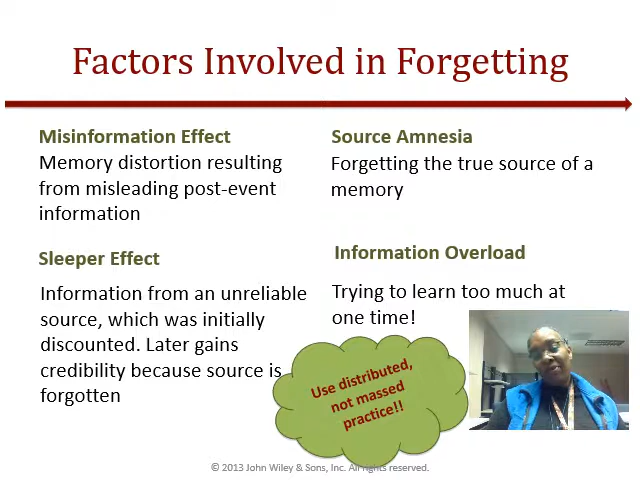 Factors Involved in Forgetting
Misinformation Effect
Memory distortion resulting
from misleading post-event
information
Source Amnesia
Forgetting the true source of a
memory
Sleeper Effect
Information from an unreliable
source, which was initially
discounted. Later gains
credibility because source is
forgotten
Information Overload
Trying to learn too much at
one time!
Use distributed,
not massed
practice!!
© 2013 John Wiley & Sons, Inc. All rights reserved.